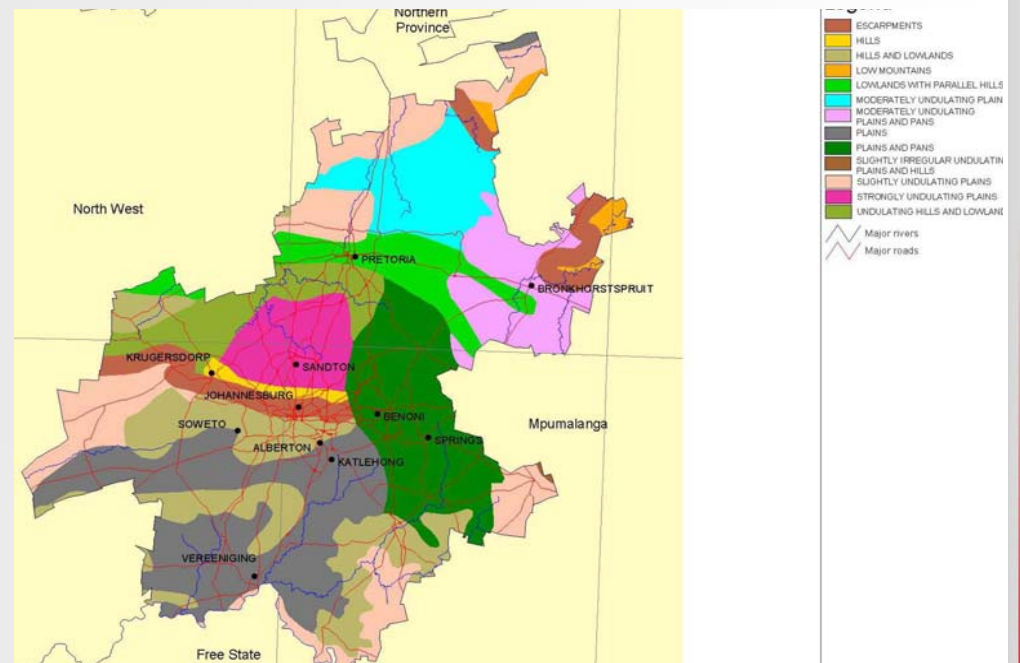 Northern
Province
North West
PRETORIA
BRONKHORSTSPRUIT
KRUGERSDORP
SANDTON
JOHANNESBURG
SOWETO
BENONI
Mpumalanga
ALBERTON
SPRINGS
KATLEHONG
VEREENIGING
Free State
Legend
ESCARPMENTS
HILLS
HILLS AND LOWLANDS
LOW MOUNTAINS
LOWLANDS WITH PARALLEL HILLS
MODERATELY UNDULATING PLAIN
MODERATELY UNDULATING
PLAINS AND PANS
PLAINS
PLAINS AND PANS
SLIGHTLY IRREGULAR UNDULATIN
PLAINS AND HILLS
SLIGHTLY UNDULATING PLAINS
STRONGLY UNDULATING PLAINS
UNDULATING HILLS AND LOWLAND
Major rivers
Major roads